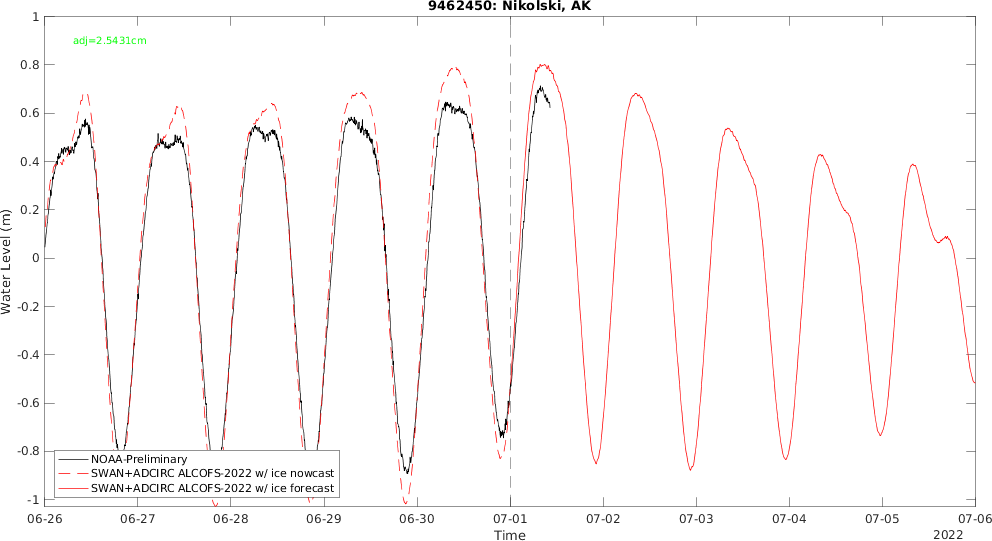 9462450: Nikolski, AK
adj=2.5431cm
1
0.8
0.6
0.4
0.2
0
-0.2
-0.4
-0.6
-0.8
-1
Water Level (m)
NOAA-Preliminary
SWAN+ADCIRC ALCOFS-2022 w/ ice nowcast
SWAN+ADCIRC ALCOFS-2022 w/ ice forecast
06-26 06-27 06-28 06-29 06-30 07-01 07-02 07-03 07-04 07-05 07-06
Time
2022